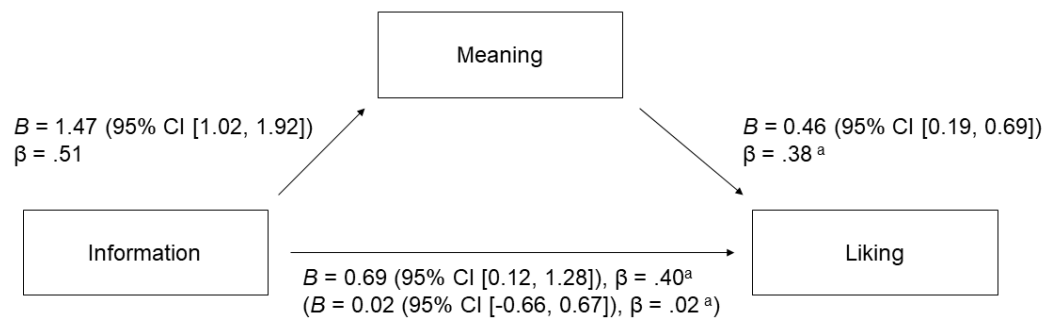 Meaning
B = 1.47 (95% CI [1.02, 1.92])
β = .51
B = 0.46 (95% CI [0.19, 0.69])
β = .38 a
Information
Liking
B = 0.69 (95% CI [0.12, 1.28]), β = .40a
(B = 0.02 (95% CI [-0.66, 0.67]), β = .02 a)